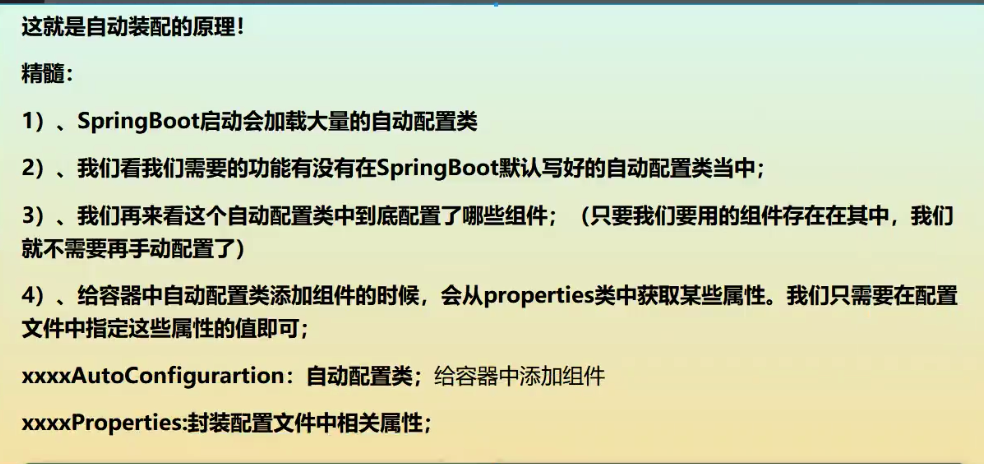 这就是自动装配的原理！
精髓：
1）、SpringBoot启动会加载大量的自动配置类
2）、我们看我们需要的功能有没有在SpringBoot默认写好的自动配置类当中；
3）、我们再来看这个自动配置类中到底配置了哪些组件；（只要我们要用的组件存在在其中，我们
就不需要再手动配置了）
4）、给容器中自动配置类添加组件的时候，会从properties类中获取某些属性。我们只需要在配置
文件中指定这些属性的值即可；
xxxxAutoConfigurartion：自动配置类；给容器中添加组件
xxxxProperties:封装配置文件中相关属性；